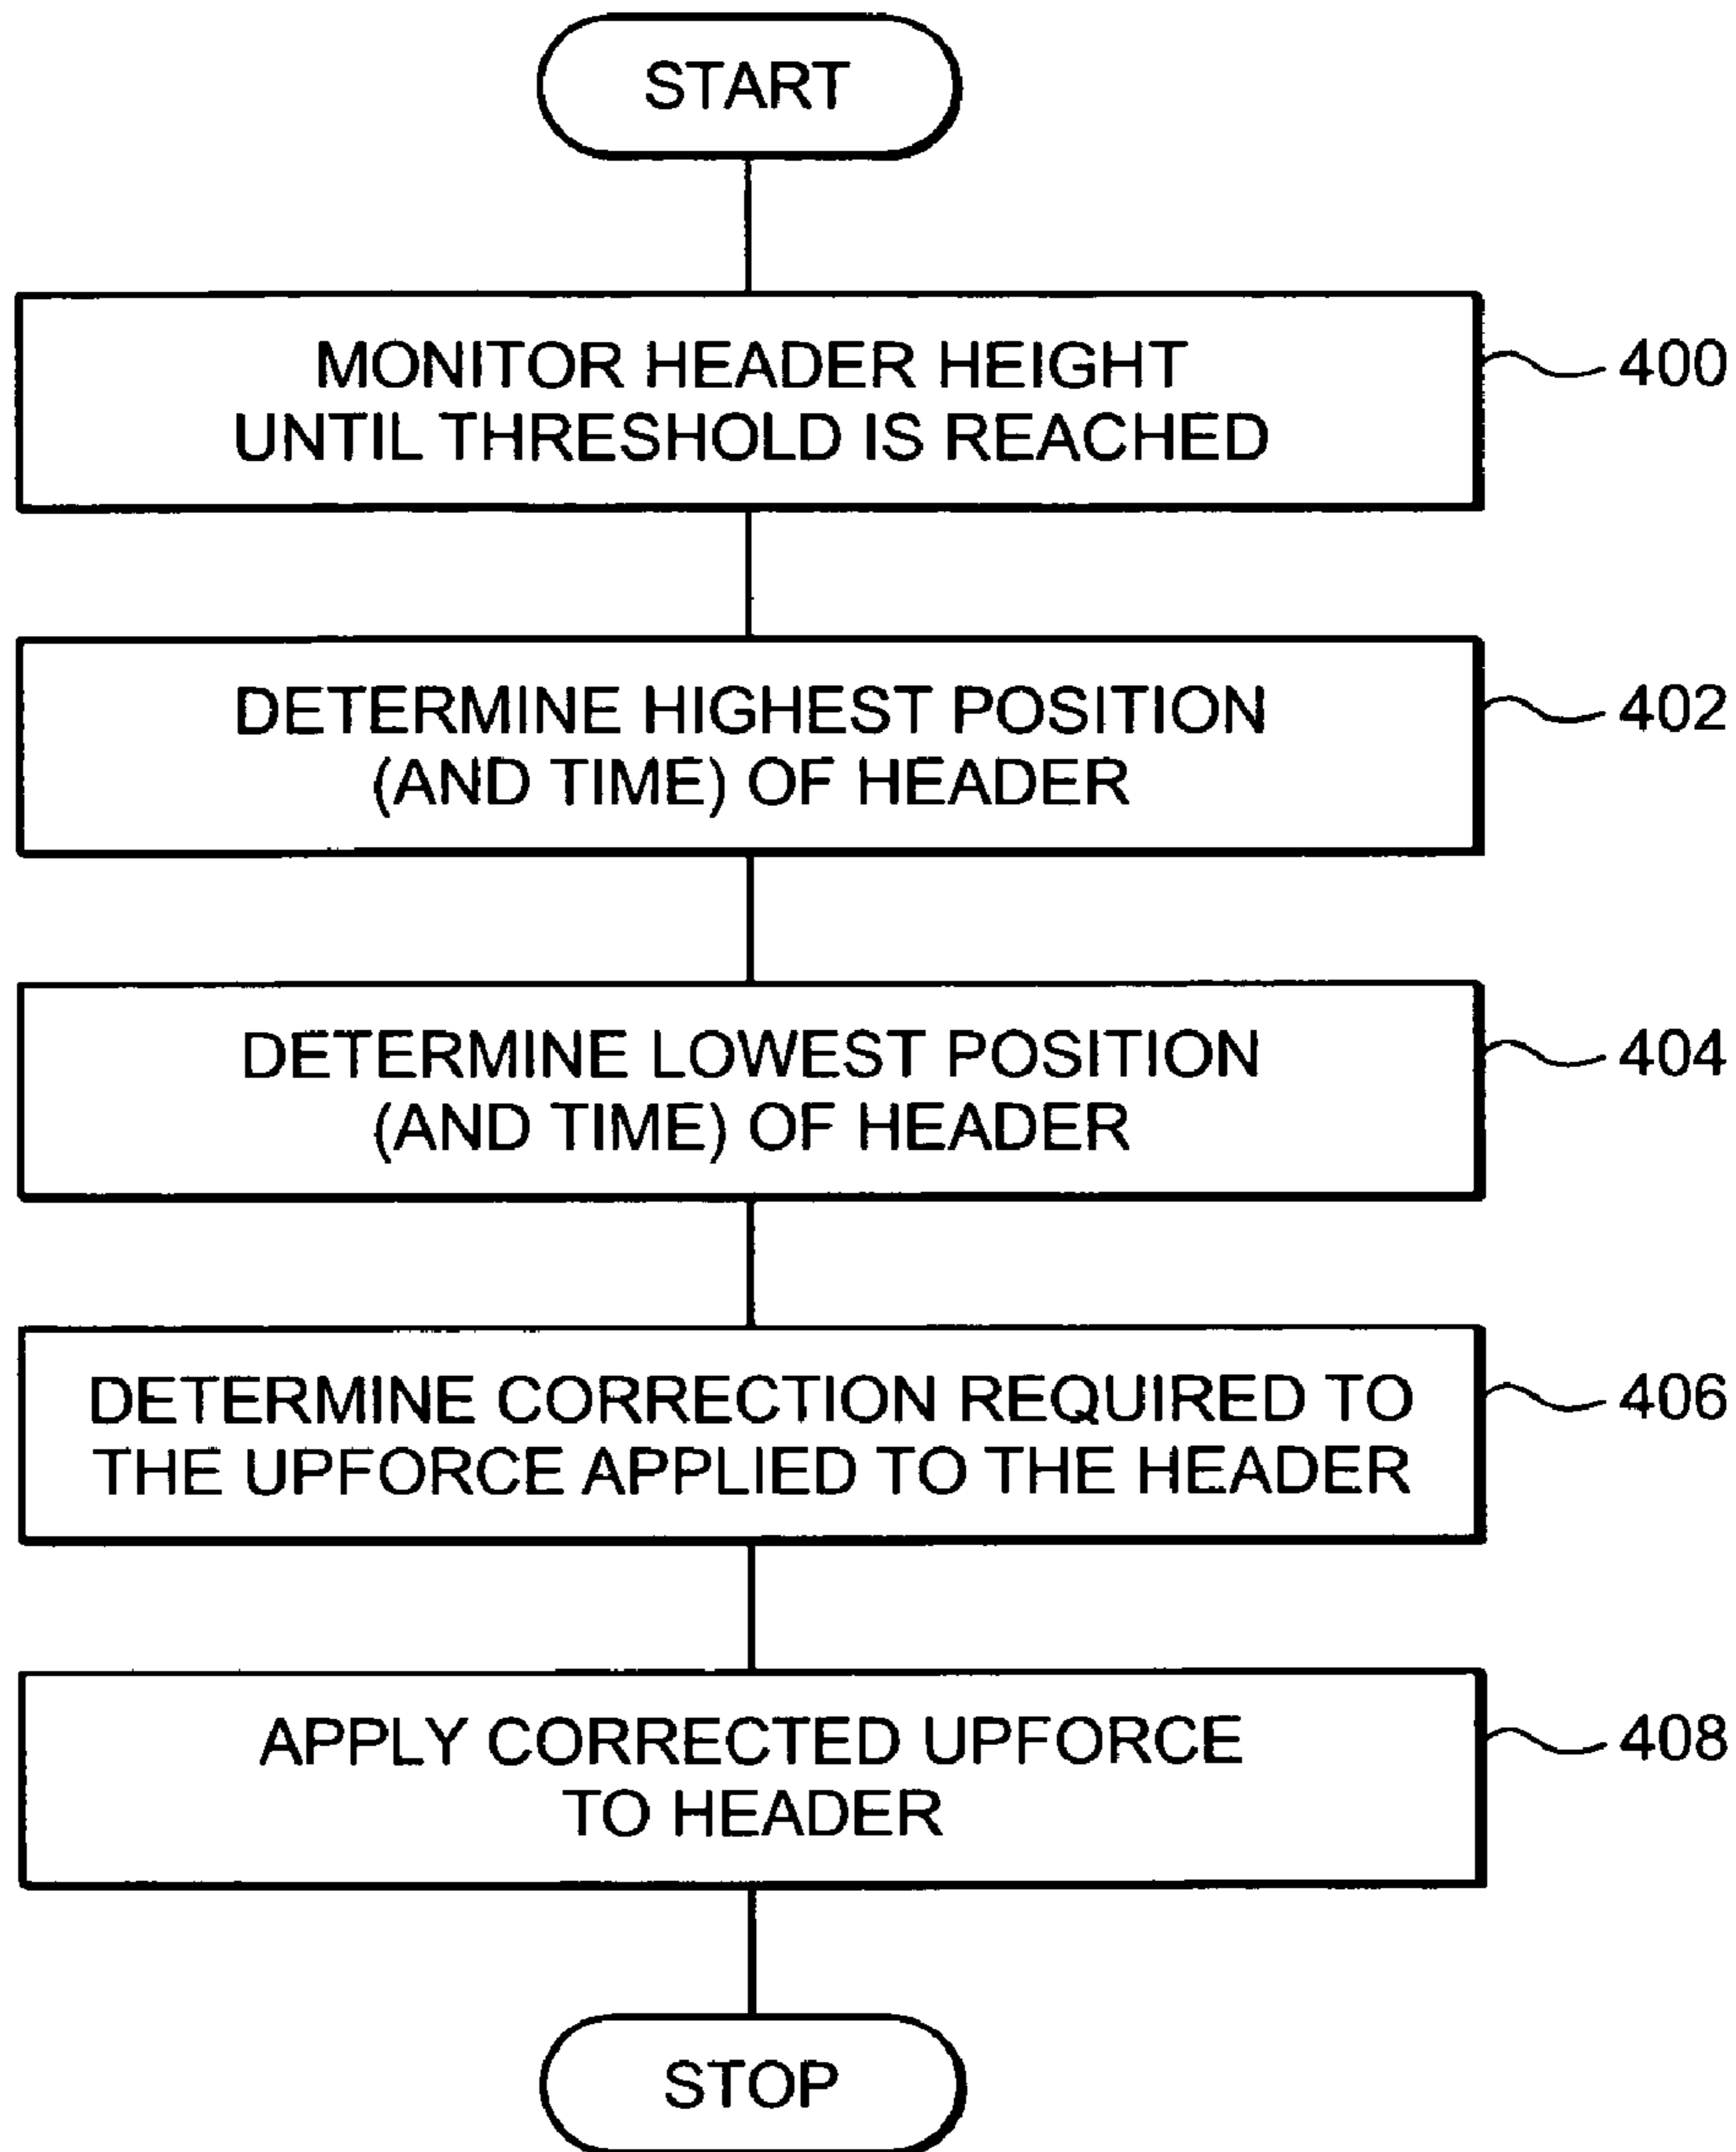 START
MONITOR HEADER HEIGHT
UNTIL THRESHOLD IS REACHED
400
DETERMINE HIGHEST POSITION
(AND TIME) OF HEADER
402
DETERMINE LOWEST POSITION
(AND TIME) OF HEADER
404
DETERMINE CORRECTION REQUIRED TO
THE UPFORCE APPLIED TO THE HEADER
406
APPLY CORRECTED UPFORCE
TO HEADER
408
STOP